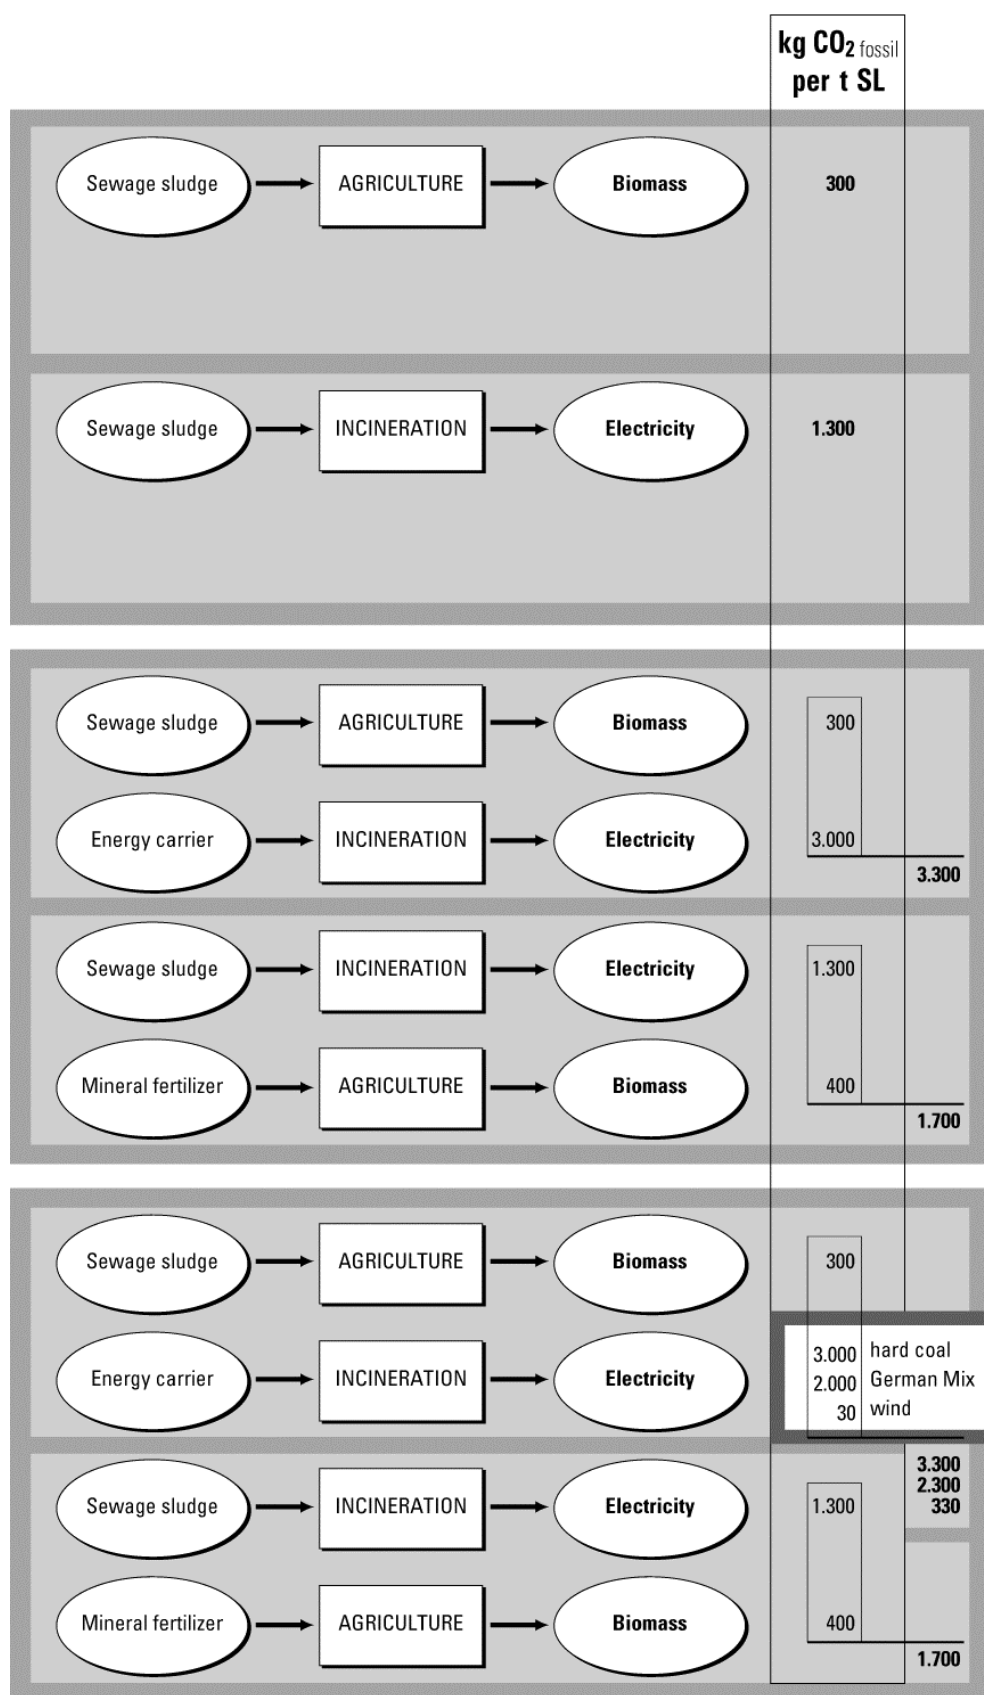 kg CO2 fossil
per t SL
Sewage sludge AGRICULTURE Biomass 300
Sewage sludge INCINERATION Electricity 1.300
Sewage sludge AGRICULTURE Biomass 300
Energy carrier INCINERATION Electricity 3.000
3.300
Sewage sludge INCINERATION Electricity 1.300
Mineral fertilizer AGRICULTURE Biomass 400
1.700
Sewage sludge AGRICULTURE Biomass 300
3.000 hard coal
Energy carrier INCINERATION Electricity 2.000 German Mix
30 wind
3.300
2.300
Sewage sludge INCINERATION Electricity 1.300 330
Mineral fertilizer AGRICULTURE Biomass 400
1.700